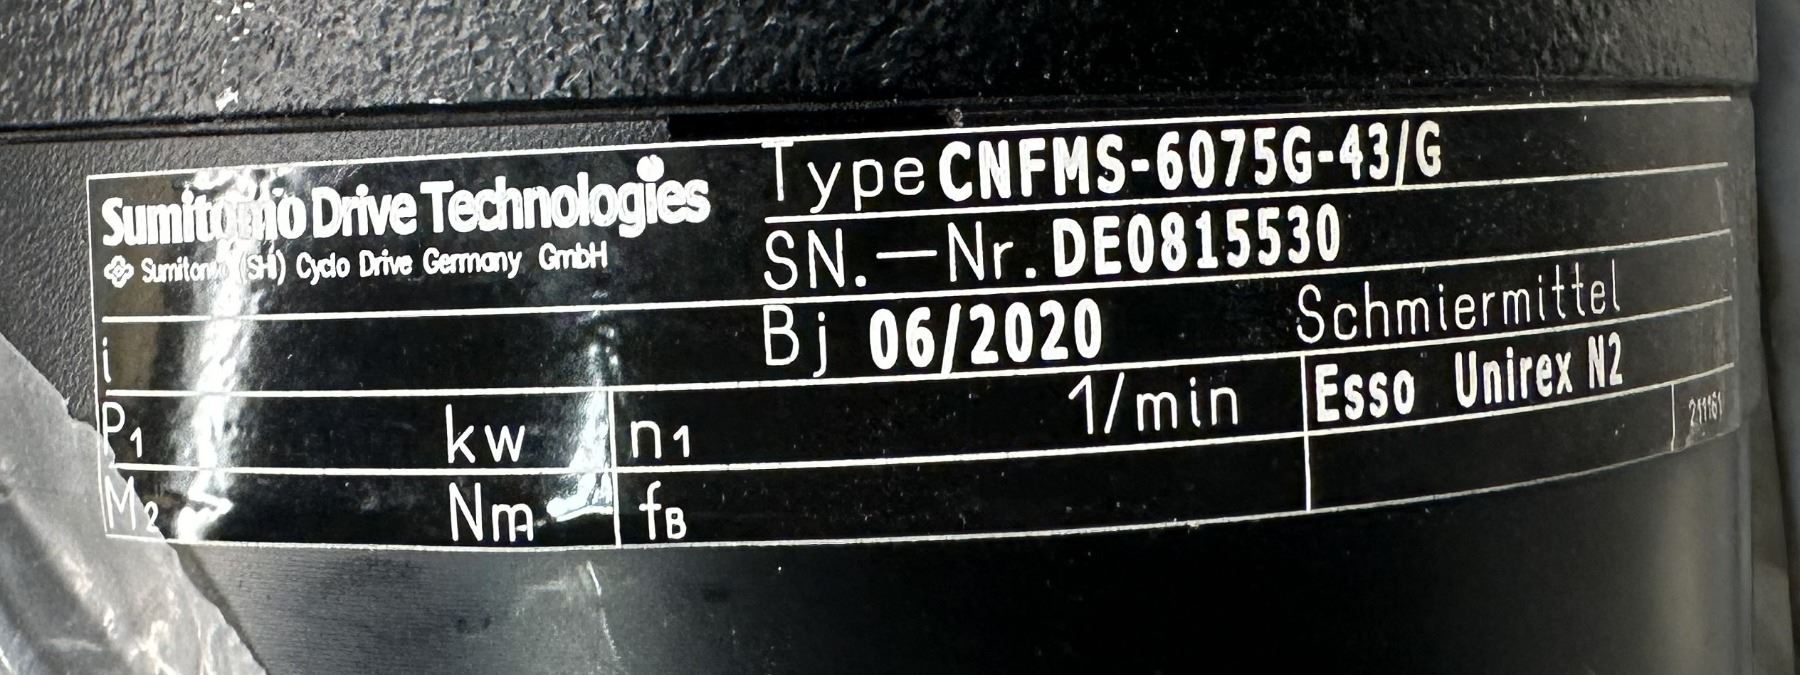 Sumitomo Drive Technologies
Sumitomo (SHI) Cyclo Drive Germany GmbH
Type CNFMS-6075G-43/G
SN.-Nr. DE0815530
i
Bj 06/2020
Schmiermittel
P1 kw n1 1/min
Esso Unirex N2
M2 Nm fB